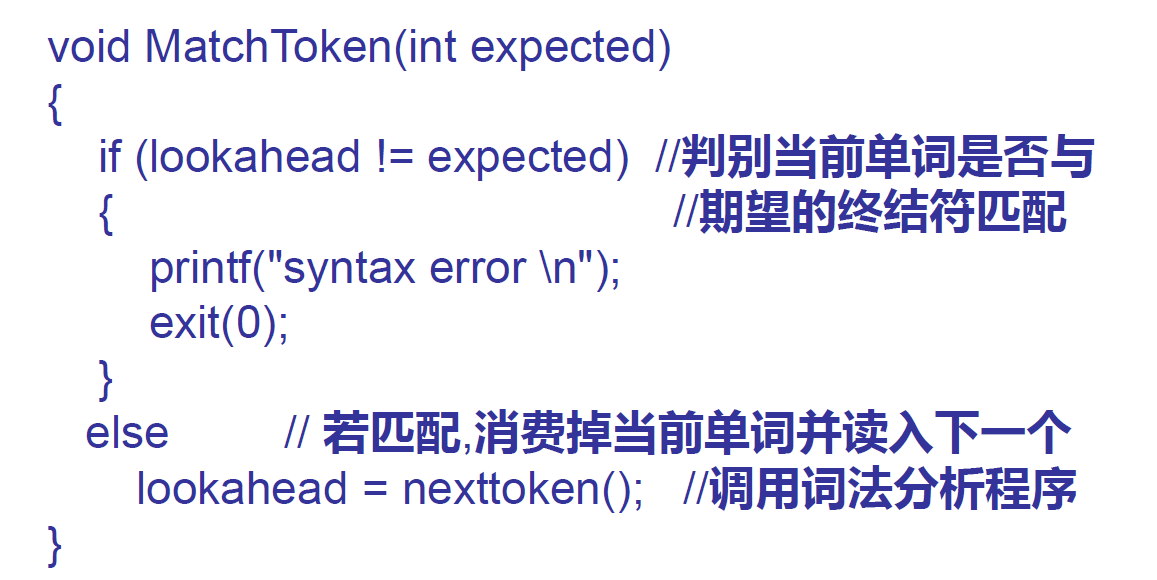 void MatchToken(int expected)
{
if (lookahead != expected) //判别当前单词是否与
{ //期望的终结符匹配
printf("syntax error \n");
exit(0);
}
else // 若匹配,消费掉当前单词并读入下一个
lookahead = nexttoken(); //调用词法分析程序
}